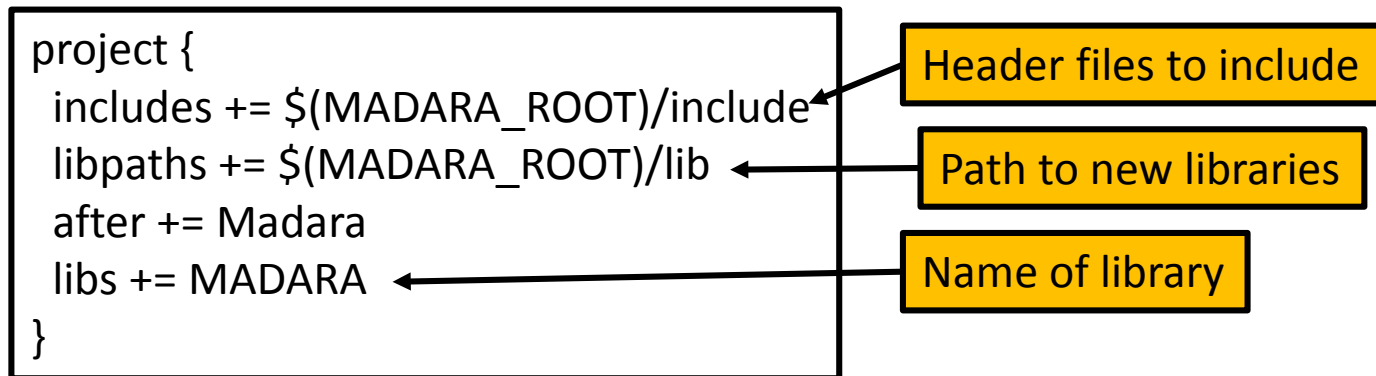 project {
includes += $(MADARA_ROOT)/include
libpaths += $(MADARA_ROOT)/lib
after += Madara
libs += MADARA
}
Header files to include
Path to new libraries
Name of library